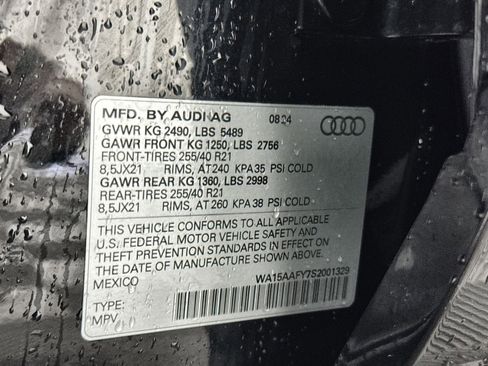 MFD. BY AUDI AG 08 24
GVWR KG 2490, LBS 5489
GAWR FRONT KG 1250, LBS 2756
FRONT-TIRES 255/40 R21
8,5JX21 RIMS, AT 240 KPA 35 PSI COLD
GAWR REAR KG 1360, LBS 2998
REAR-TIRES 255/40 R21
8,5JX21 RIMS, AT 260 KPA 38 PSI COLD
THIS VEHICLE CONFORMS TO ALL APPLICABLE
U.S. FEDERAL MOTOR VEHICLE SAFETY AND
THEFT PREVENTION STANDARDS IN EFFECT ON
THE DATE OF MANUFACTURE SHOWN ABOVE.
MEXICO WA15AAFY7S2001329
TYPE:
MPV